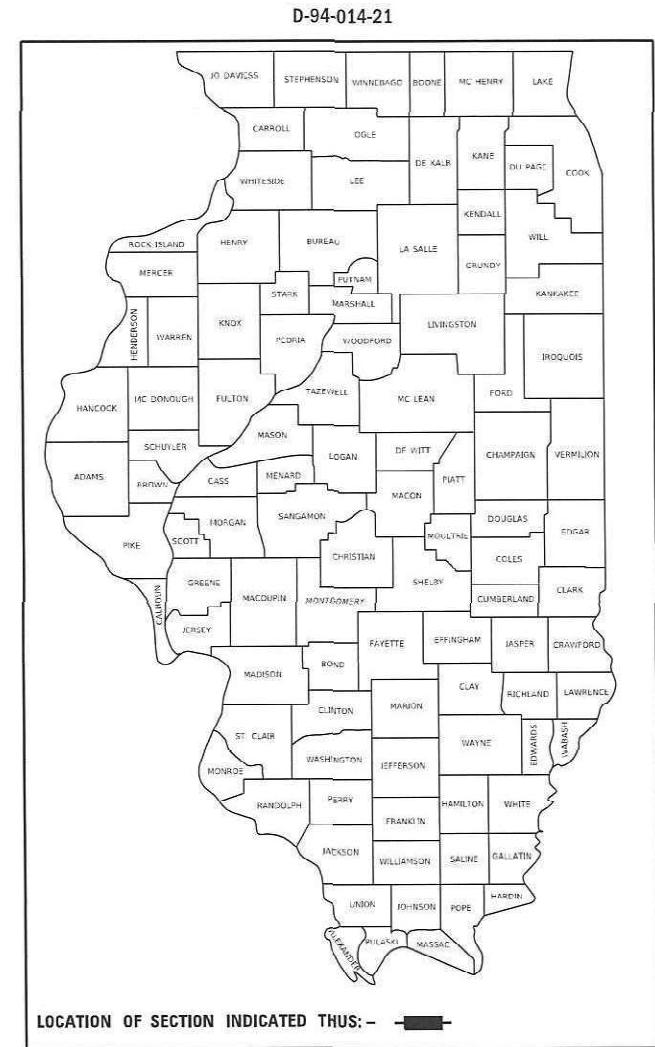 D-94-014-21
JO DAVIESS STEPHENSON WINNEBAGO BOONE MC HENRY LAKE
CARROLL OGLE DE KALB KANE DU PAGE COOK
WHITESIDE LEE
KENDALL
ROCK ISLAND HENRY BUREAU LA SALLE WILL
MERCER PUTNAM GRUNDY
STARK MARSHALL KANKAKEE
HENDERSON WARREN KNOX PEORIA WOODFORD LIVINGSTON IROQUOIS
HANCOCK MC DONOUGH FULTON TAZEWELL MC LEAN FORD
SCHUYLER MASON LOGAN DE WITT CHAMPAIGN VERMILION
ADAMS BROWN CASS MENARD MACON PIATT
PIKE SCOTT MORGAN SANGAMON MOULTRIE DOUGLAS EDGAR
CHRISTIAN COLES
CALHOUN GREENE MACOUPIN MONTGOMERY SHELBY CUMBERLAND CLARK
JERSEY
FAYETTE EFFINGHAM JASPER CRAWFORD
MADISON BOND
CLAY RICHLAND LAWRENCE
CLINTON MARION
ST. CLAIR WAYNE EDWARDS WABASH
MONROE WASHINGTON JEFFERSON
RANDOLPH PERRY HAMILTON WHITE
FRANKLIN
JACKSON WILLIAMSON SALINE GALLATIN
UNION JOHNSON POPE HARDIN
ALEXANDER PULASKI MASSAC
LOCATION OF SECTION INDICATED THUS: –